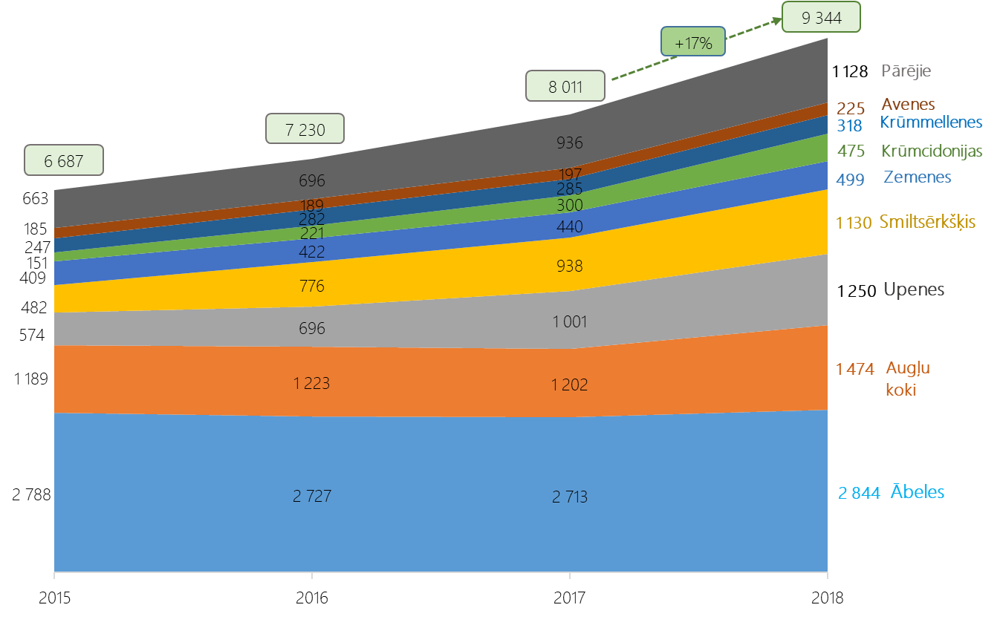 9 344
+17%
8 011
7 230
6 687
1 128 Pārējie
225 Avenes
318 Krūmmellenes
475 Krūmcidonijas
499 Zemenes
1 130 Smiltsērkšķis
1 250 Upenes
1 474 Augļu
koki
2 844 Ābeles
663
185
247
151
409
482
574
1 189
2 788
696
189
282
221
422
776
696
1 223
2 727
936
197
285
300
440
938
1 001
1 202
2 713
2015 2016 2017 2018